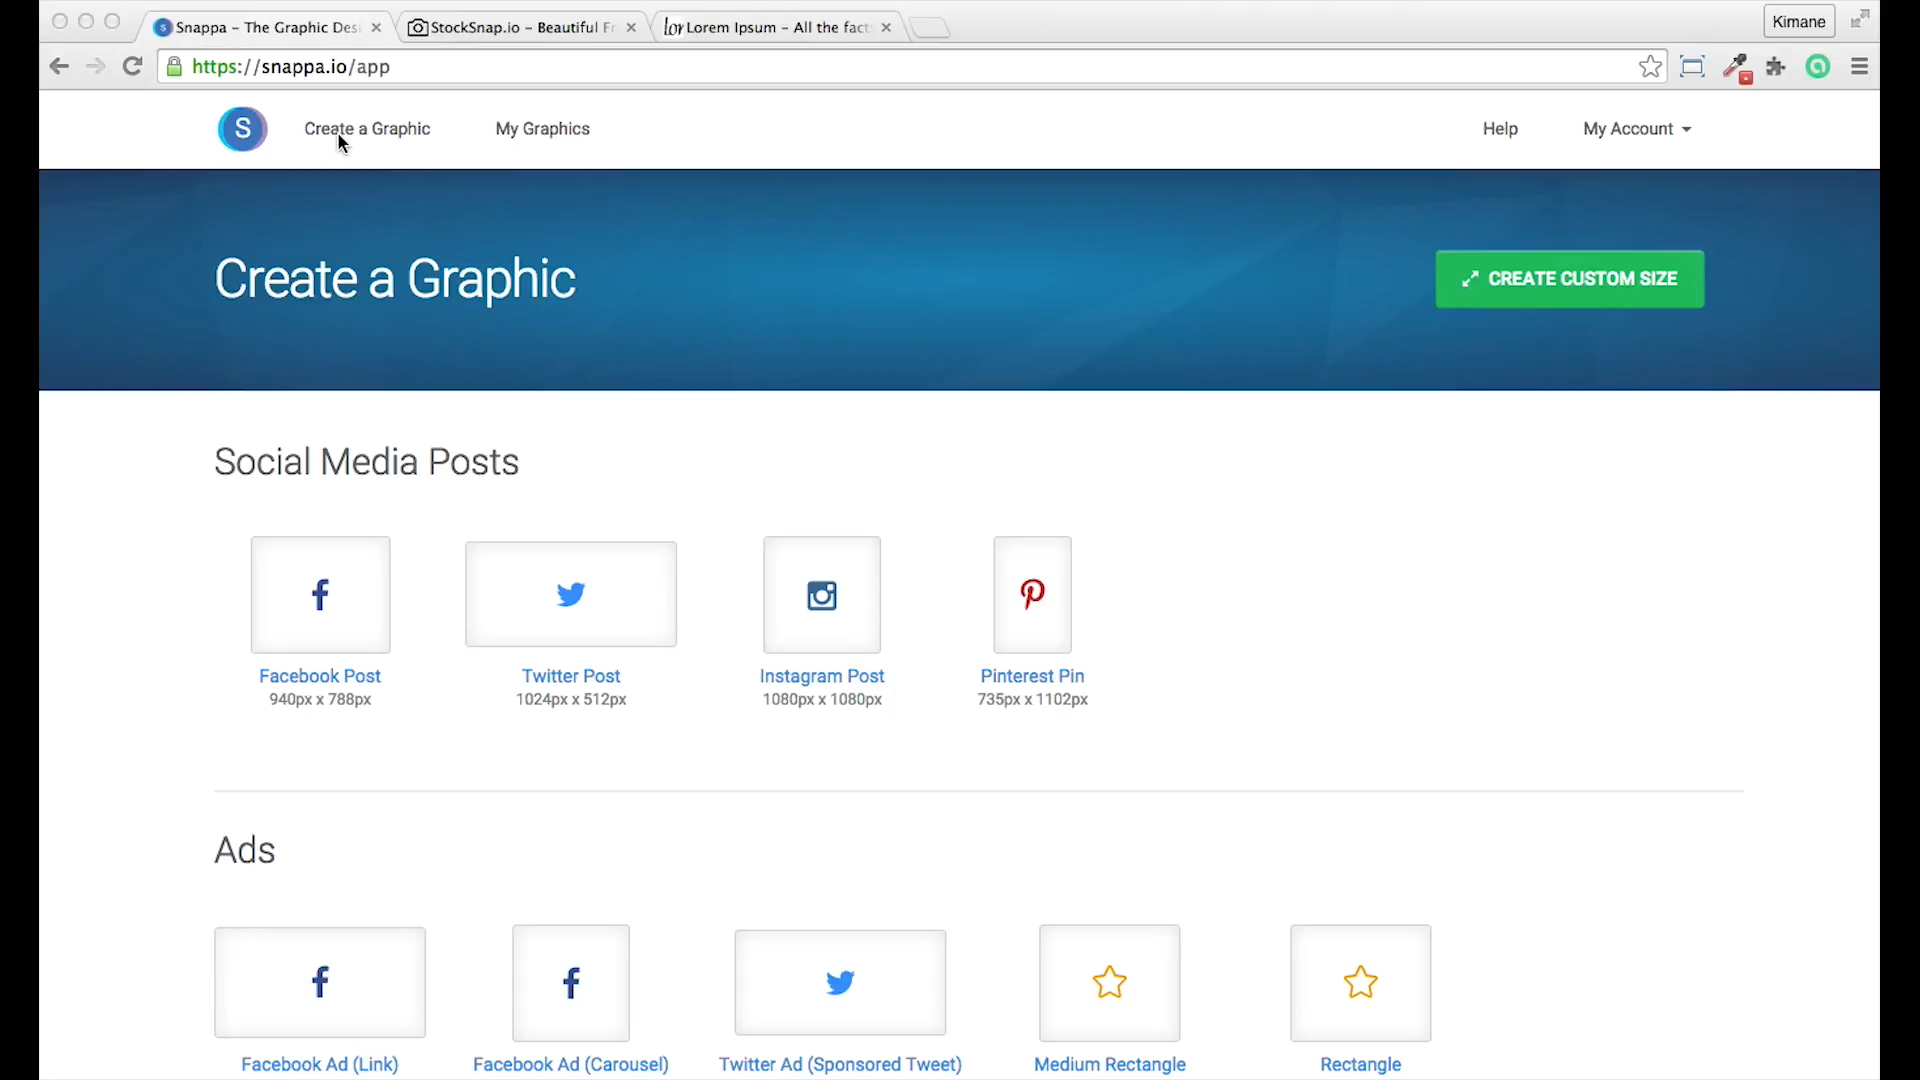 Snappa – The Graphic Des
StockSnap.io – Beautiful Fr
lor Lorem Ipsum – All the fact
Kimane
https://snappa.io/app
S
Create a Graphic
My Graphics
Help
My Account
Create a Graphic
CREATE CUSTOM SIZE
Social Media Posts
Facebook Post
Twitter Post
Instagram Post
Pinterest Pin
940px x 788px
1024px x 512px
1080px x 1080px
735px x 1102px
Ads
Facebook Ad (Link)
Facebook Ad (Carousel)
Twitter Ad (Sponsored Tweet)
Medium Rectangle
Rectangle